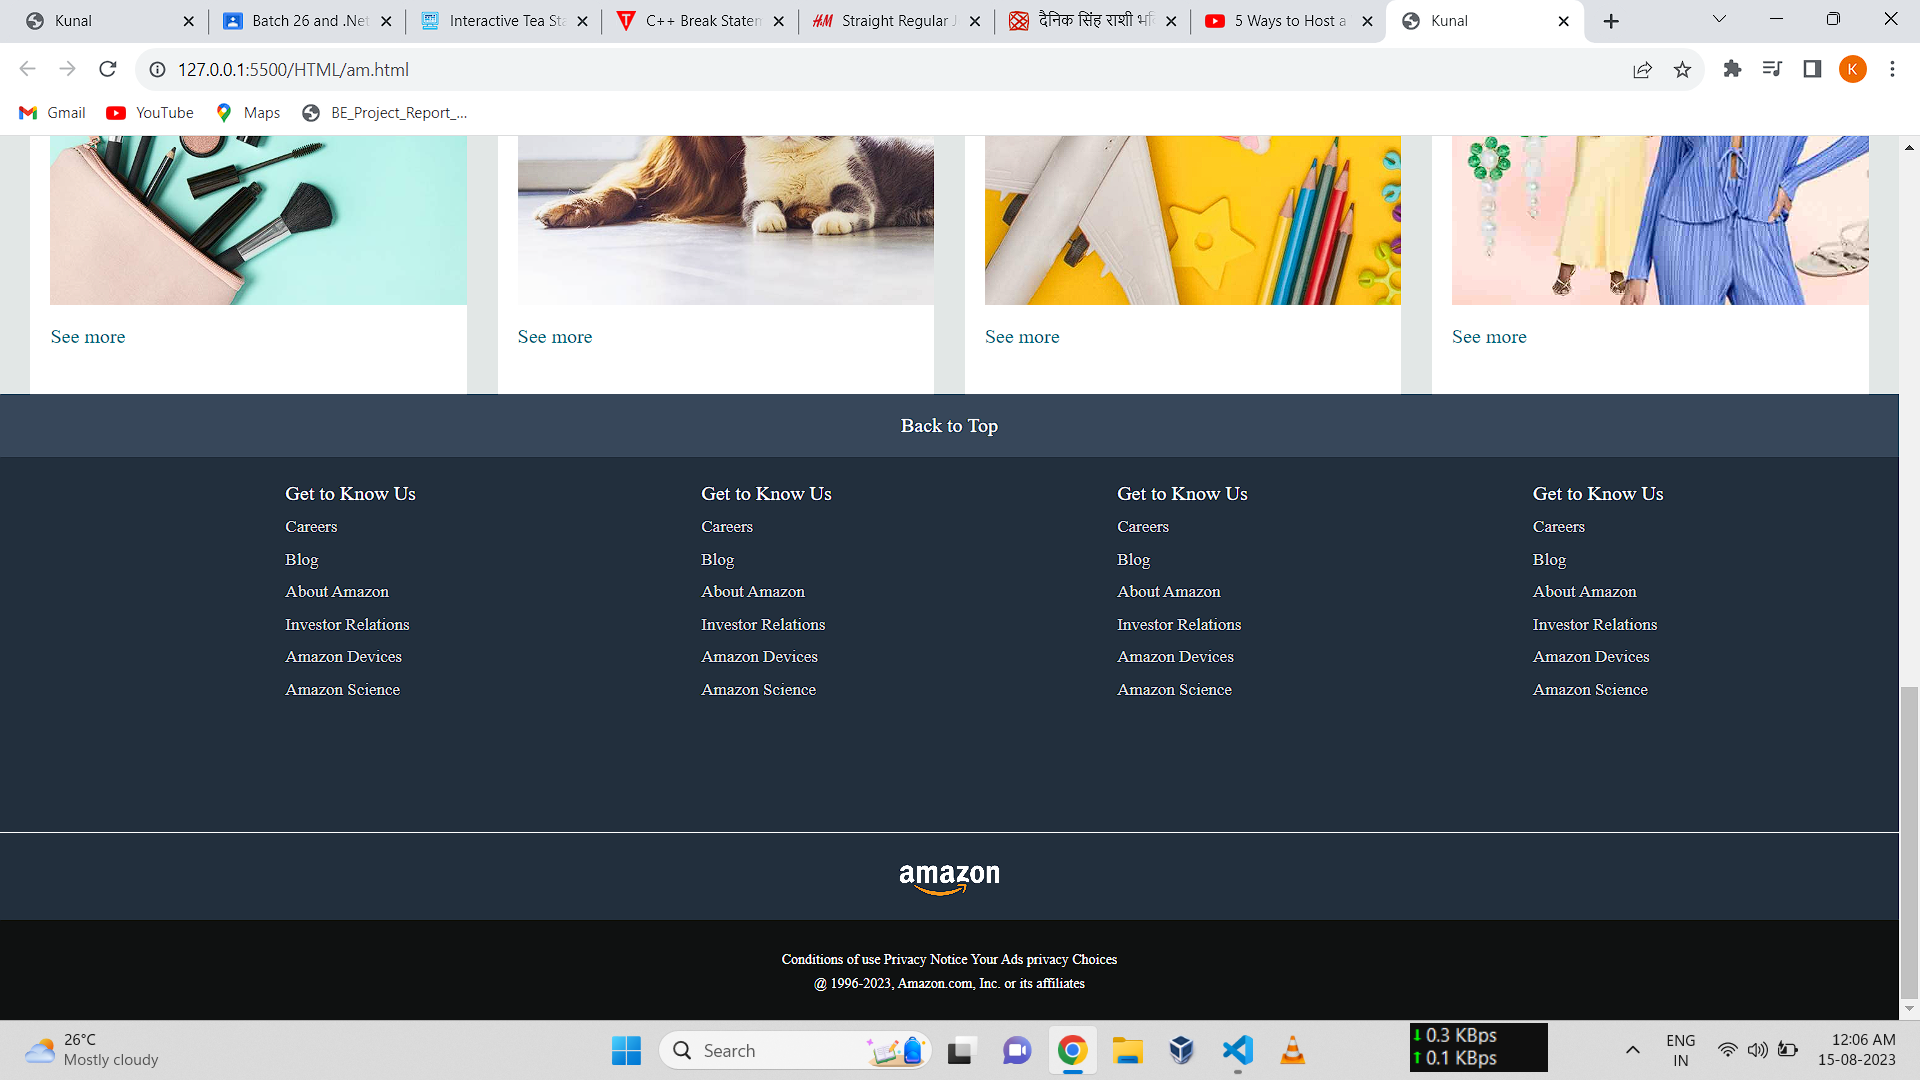 Kunal
Batch 26 and .Net
Interactive Tea Sta
C++ Break Statem
H&M Straight Regular J
दैनिक सिंह राशी भवि
5 Ways to Host a
Kunal
127.0.0.1:5500/HTML/am.html
K
Gmail
YouTube
Maps
BE_Project_Report_...
See more
See more
See more
See more
Back to Top
Get to Know Us
Careers
Blog
About Amazon
Investor Relations
Amazon Devices
Amazon Science
Get to Know Us
Careers
Blog
About Amazon
Investor Relations
Amazon Devices
Amazon Science
Get to Know Us
Careers
Blog
About Amazon
Investor Relations
Amazon Devices
Amazon Science
Get to Know Us
Careers
Blog
About Amazon
Investor Relations
Amazon Devices
Amazon Science
amazon
Conditions of use Privacy Notice Your Ads privacy Choices
@ 1996-2023, Amazon.com, Inc. or its affiliates
26°C
Mostly cloudy
Search
0.3 KBps
0.1 KBps
ENG
IN
12:06 AM
15-08-2023